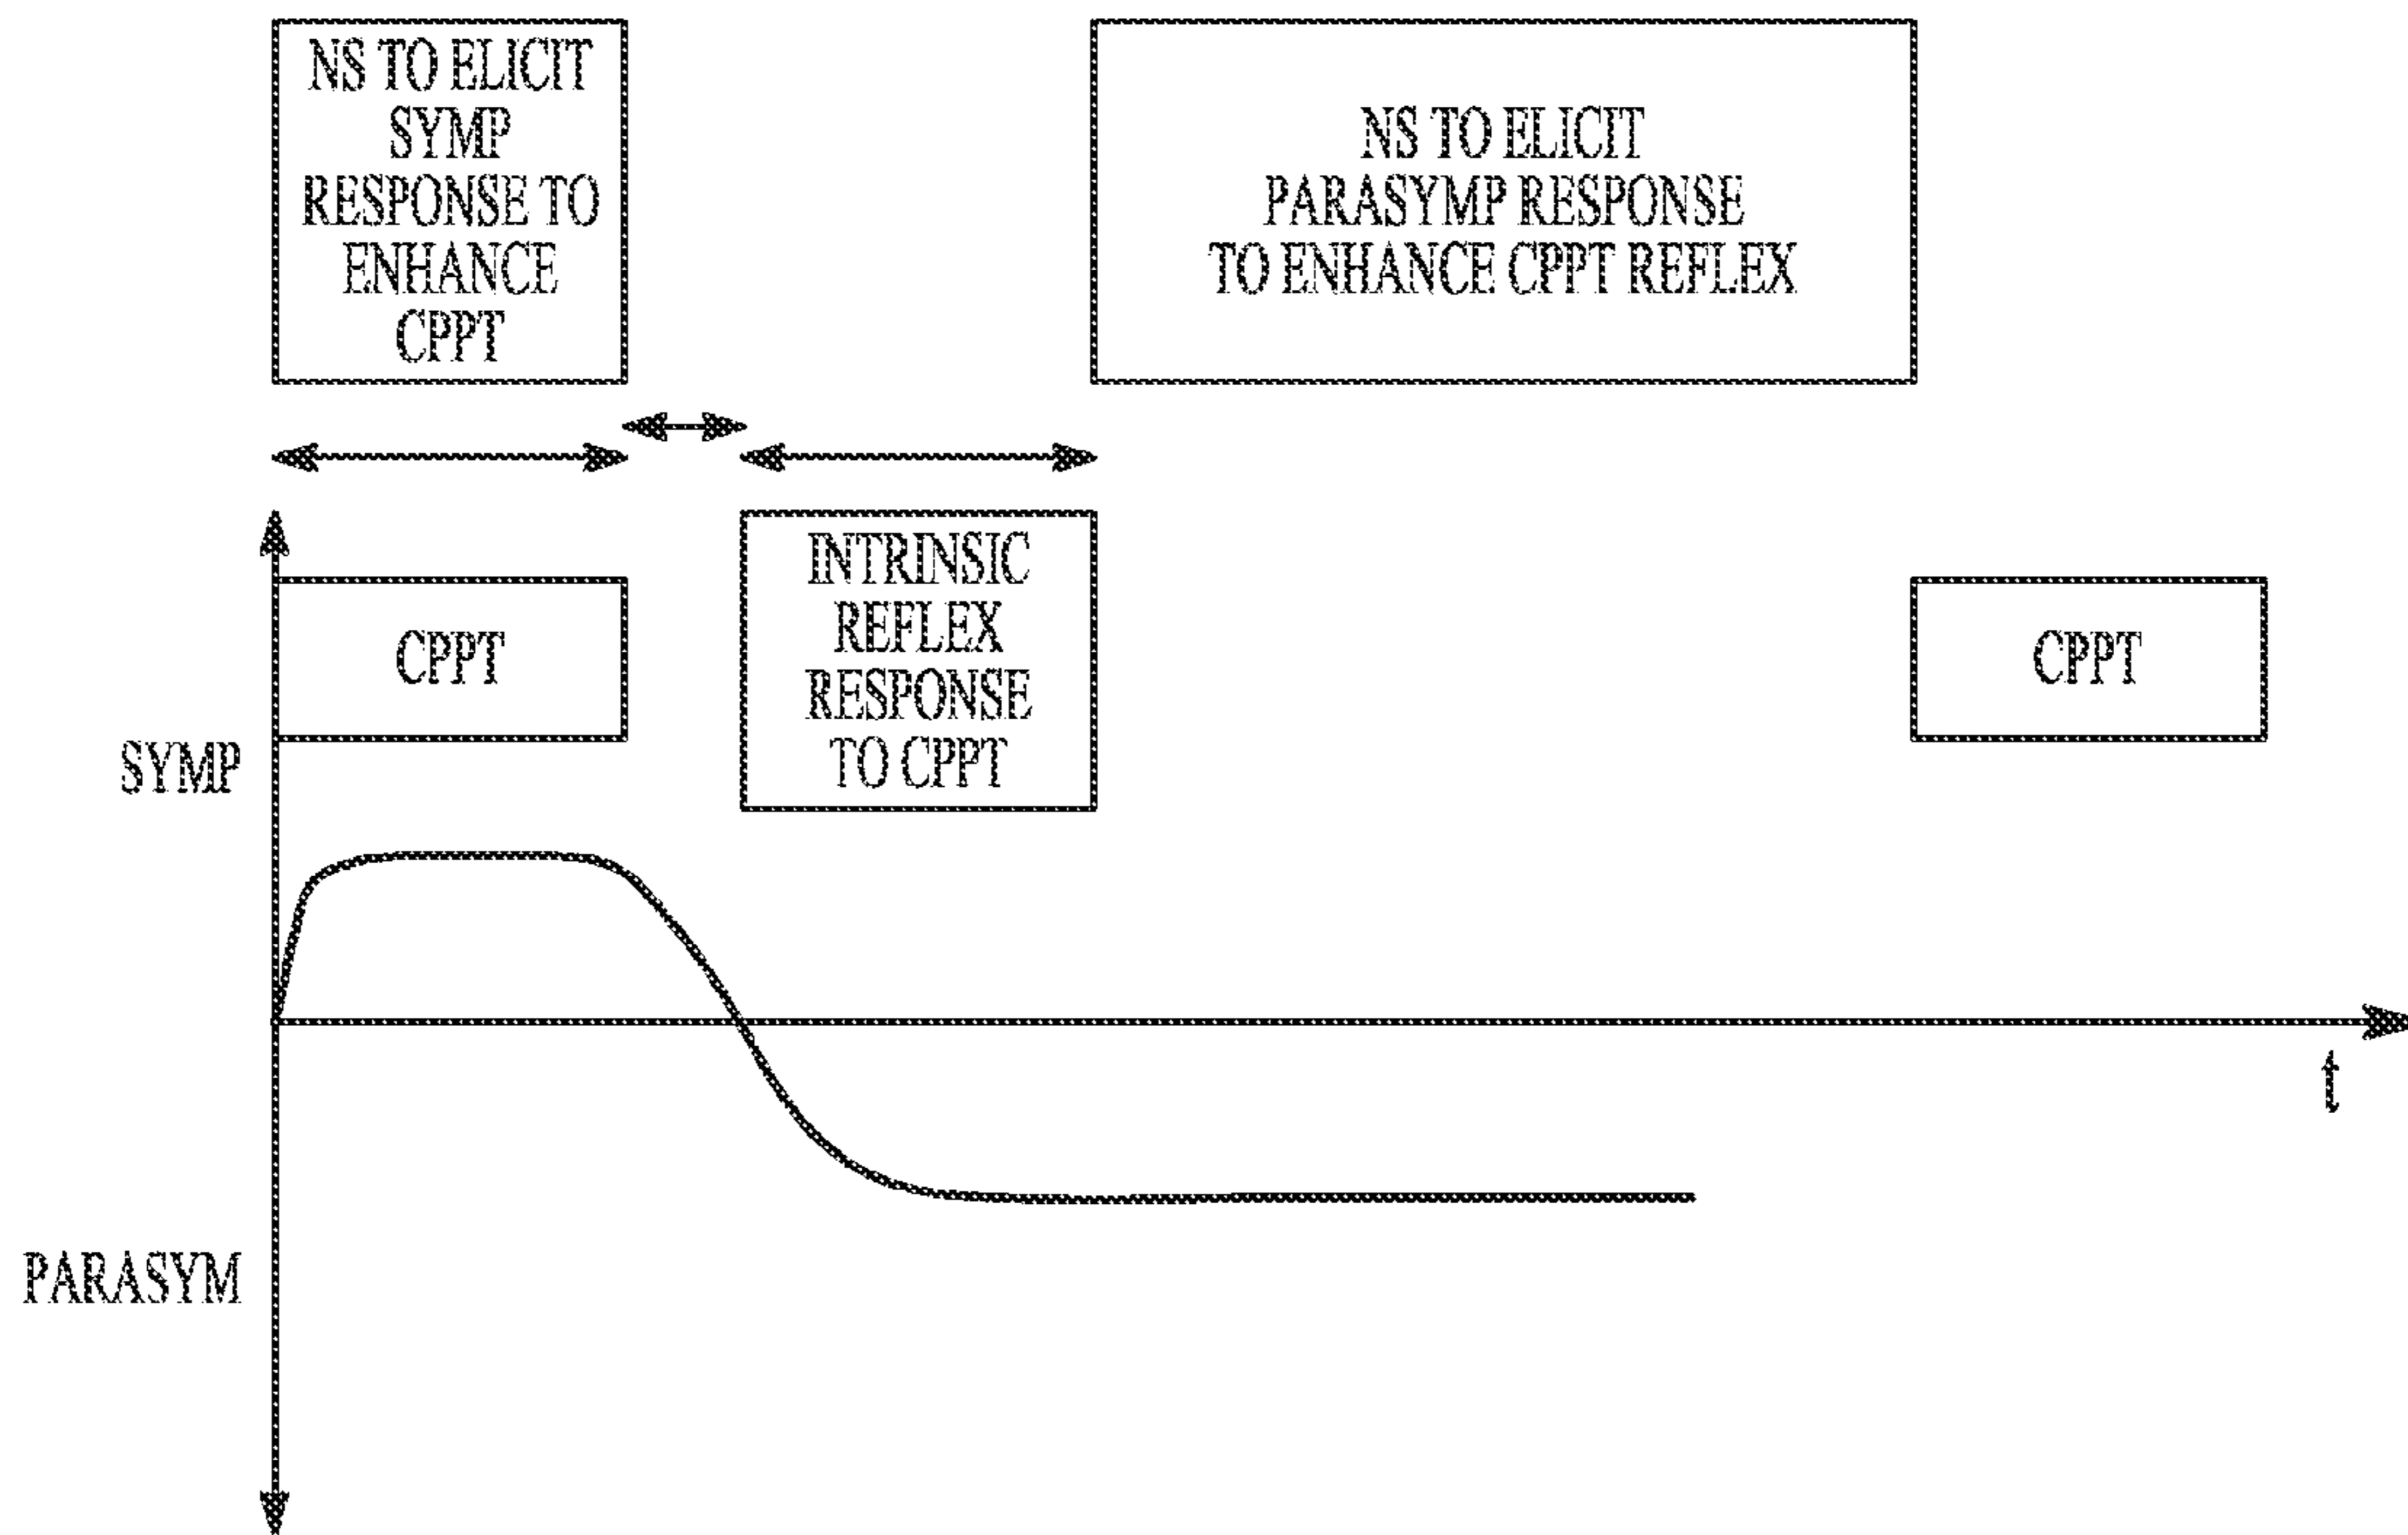 NS TO ELICIT
SYMP
RESPONSE TO
ENHANCE
CPPT
NS TO ELICIT
PARASYMP RESPONSE
TO ENHANCE CPPT REFLEX
CPPT
INTRINSIC
REFLEX
RESPONSE
TO CPPT
CPPT
SYMP
t
PARASYM